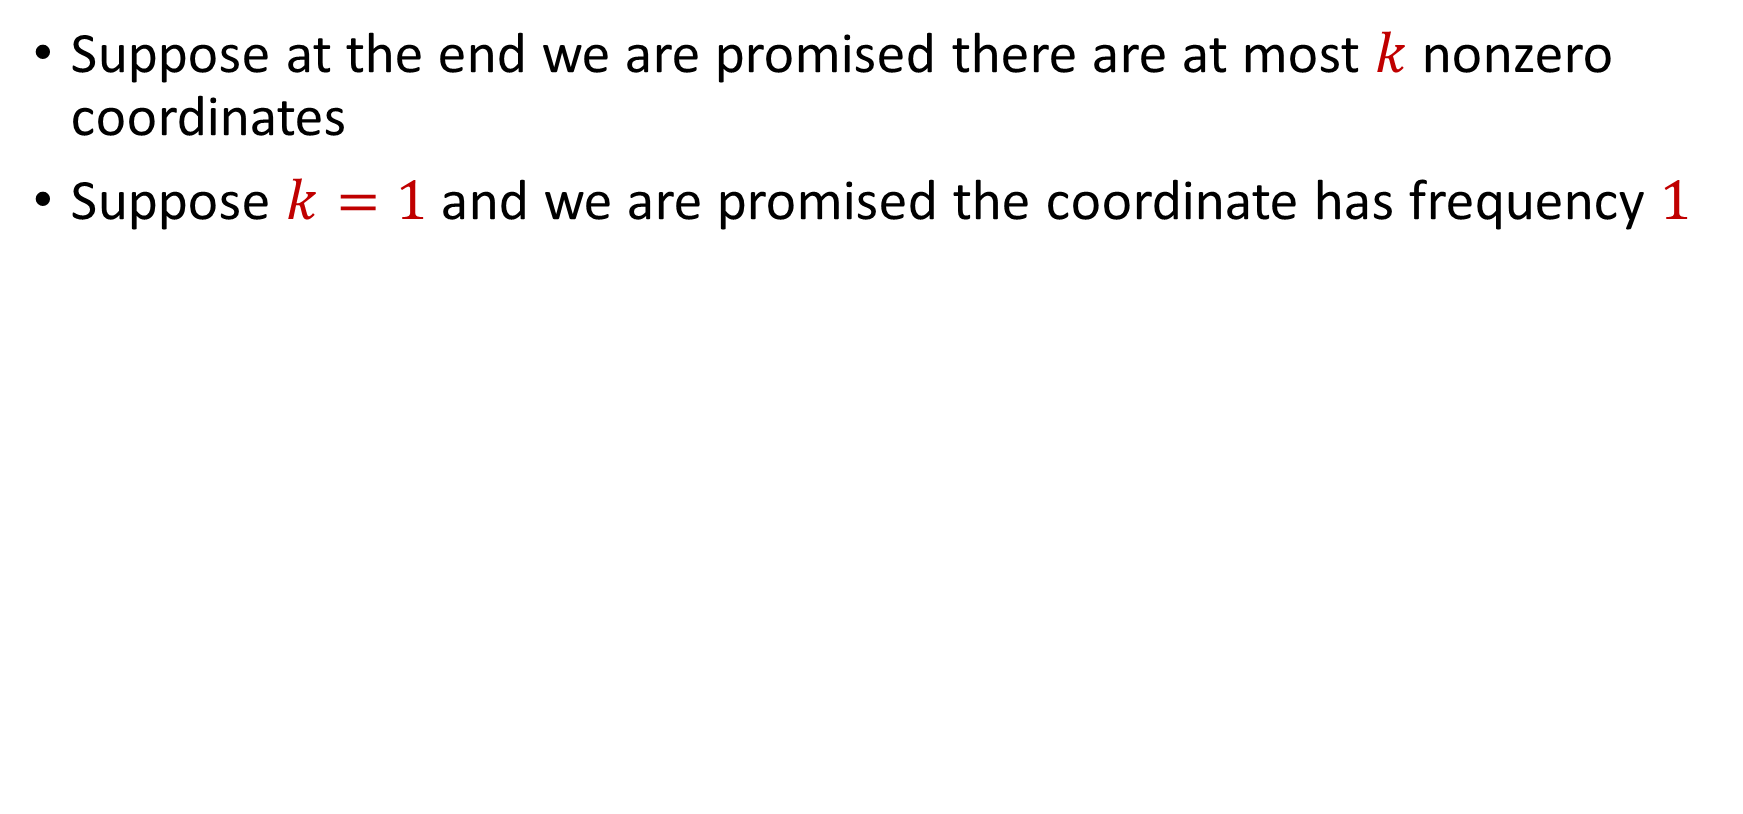 • Suppose at the end we are promised there are at most k nonzero
coordinates
• Suppose k = 1 and we are promised the coordinate has frequency 1